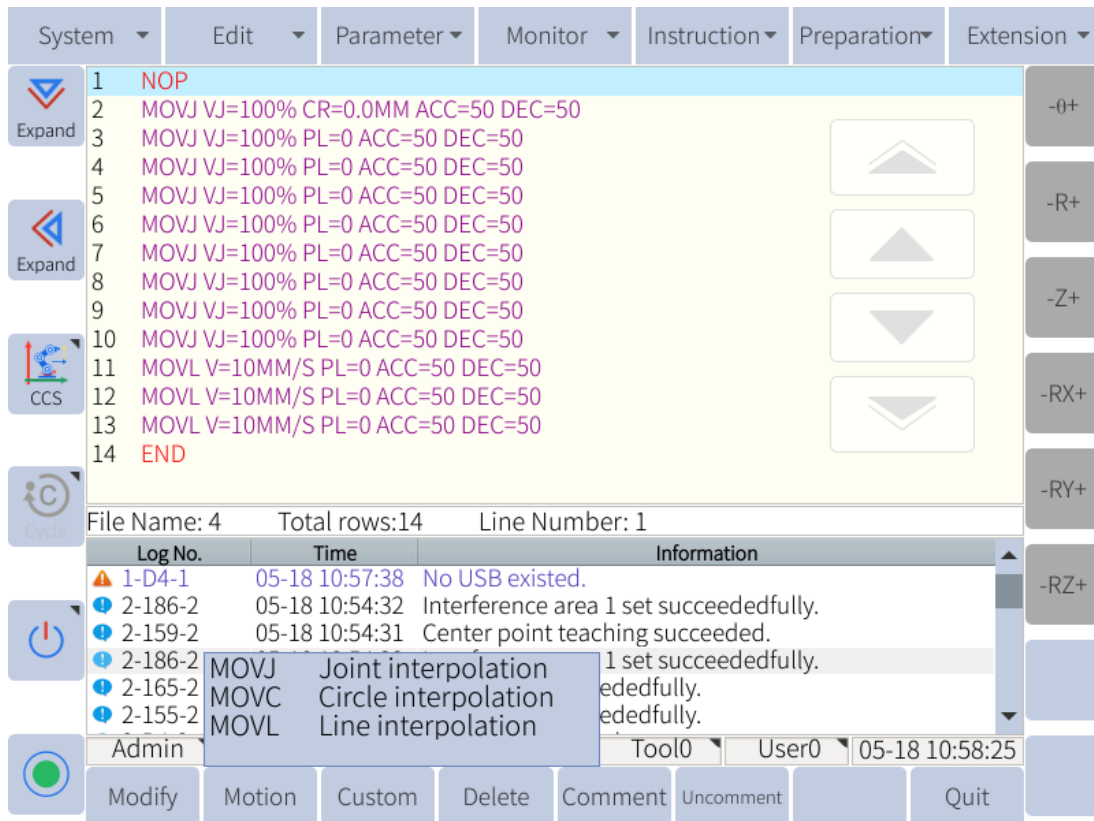 System Edit Parameter Monitor Instruction Preparation Extension
Expand
Expand
CCS
Cycle
1 NOP
2 MOVJ VJ=100% CR=0.0MM ACC=50 DEC=50
3 MOVJ VJ=100% PL=0 ACC=50 DEC=50
4 MOVJ VJ=100% PL=0 ACC=50 DEC=50
5 MOVJ VJ=100% PL=0 ACC=50 DEC=50
6 MOVJ VJ=100% PL=0 ACC=50 DEC=50
7 MOVJ VJ=100% PL=0 ACC=50 DEC=50
8 MOVJ VJ=100% PL=0 ACC=50 DEC=50
9 MOVJ VJ=100% PL=0 ACC=50 DEC=50
10 MOVJ VJ=100% PL=0 ACC=50 DEC=50
11 MOVL V=10MM/S PL=0 ACC=50 DEC=50
12 MOVL V=10MM/S PL=0 ACC=50 DEC=50
13 MOVL V=10MM/S PL=0 ACC=50 DEC=50
14 END
-θ+
-R+
-Z+
-RX+
-RY+
-RZ+
File Name: 4 Total rows:14 Line Number: 1
Log No. Time Information
1-D4-1 05-18 10:57:38 No USB existed.
2-186-2 05-18 10:54:32 Interference area 1 set succeededfully.
2-159-2 05-18 10:54:31 Center point teaching succeeded.
2-186-2 1 set succeededfully.
2-165-2 ededfully.
2-155-2 ededfully.
MOVJ Joint interpolation
MOVC Circle interpolation
MOVL Line interpolation
Admin Tool0 User0 05-18 10:58:25
Modify Motion Custom Delete Comment Uncomment Quit